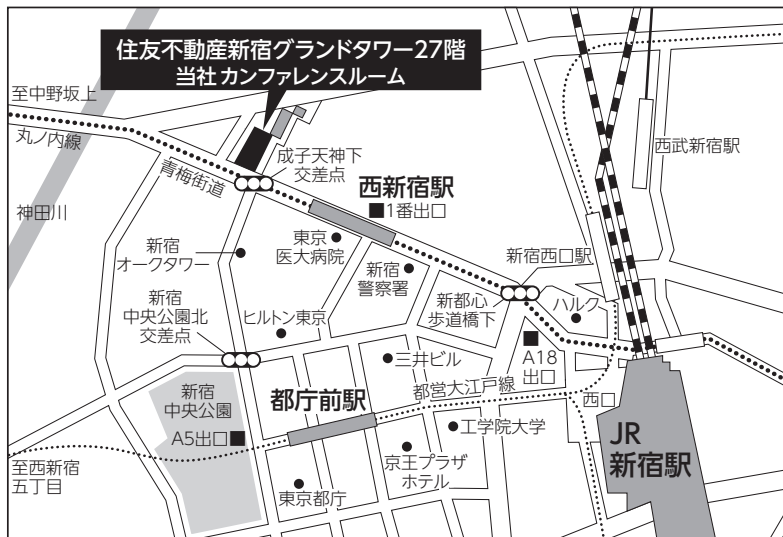 住友不動産新宿グランドタワー27階
当社 カンファレンスルーム
至中野坂上
丸ノ内線
青梅街道
成子天神下
交差点
西武新宿駅
神田川
西新宿駅
■1番出口
新宿
オークタワー
東京
医大病院
新宿
警察署
新宿西口駅
新宿
中央公園北
交差点
ヒルトン東京
新都心
歩道橋下
ハルク
A18
出口
三井ビル
新宿
中央公園
都庁前駅
都営大江戸線
西口
A5出口■
工学院大学
JR
新宿駅
至西新宿
五丁目
京王プラザ
ホテル
東京都庁